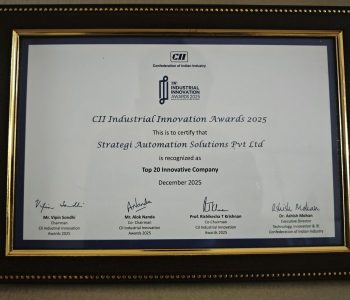 CII
Confederation of Indian Industry
CII
INDUSTRIAL
INNOVATION
AWARDS 2025
CII Industrial Innovation Awards 2025
This is to certify that
Strategi Automation Solutions Pvt Ltd
is recognized as
Top 20 Innovative Company
December 2025
Mr. Vipin Sondhi
Chairman
CII Industrial Innovation
Awards 2025
Mr. Alok Nanda
Co-Chairman
CII Industrial Innovation
Awards 2025
Prof. Rishikesha T Krishnan
Co-Chairman
CII Industrial Innovation
Awards 2025
Dr. Ashish Mohan
Executive Director
Technology, Innovation &
Confederation of Indian Industry